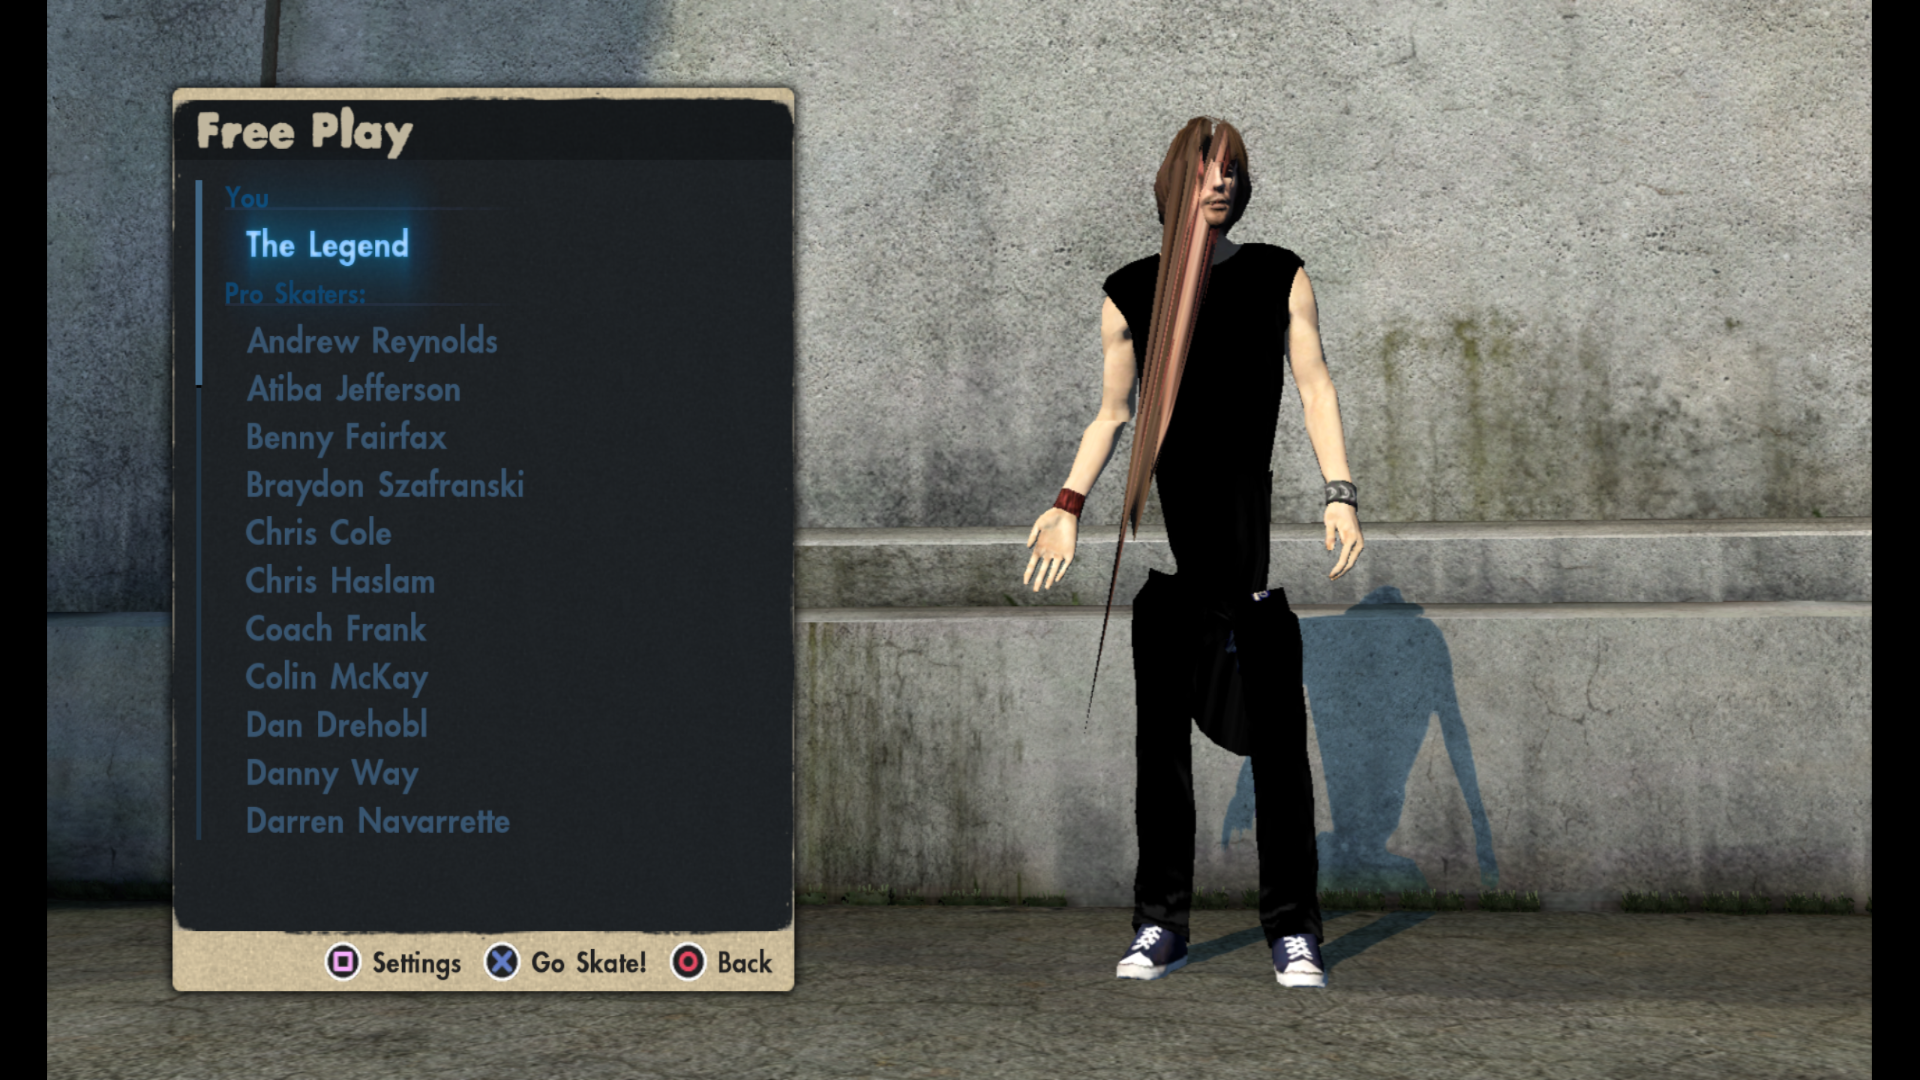 Free Play
You
The Legend
Pro Skaters:
Andrew Reynolds
Atiba Jefferson
Benny Fairfax
Braydon Szafranski
Chris Cole
Chris Haslam
Coach Frank
Colin McKay
Dan Drehobl
Danny Way
Darren Navarrette
Settings Go Skate! Back